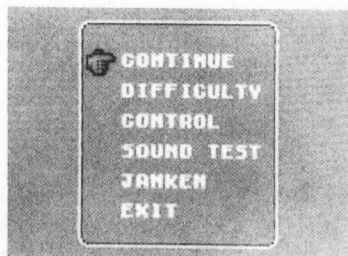 CONTINUE
DIFFICULTY
CONTROL
SOUND TEST
JANKEN
EXIT